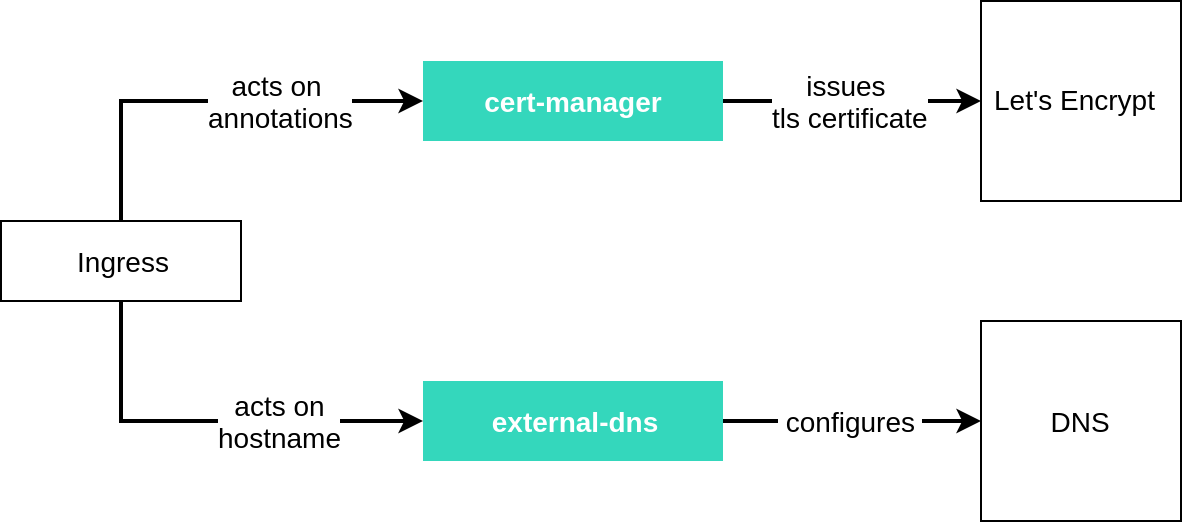 acts on
annotations
cert-manager
issues
tls certificate
Let's Encrypt
Ingress
acts on
hostname
external-dns
configures
DNS